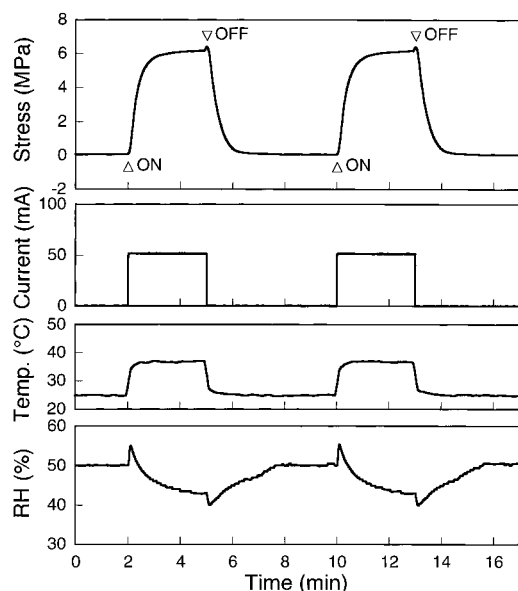 Stress (MPa)
8
6
4
2
0
-2
▽ OFF
▽ OFF
△ ON
△ ON
Current (mA)
100
50
0
Temp. (°C)
50
40
30
20
RH (%)
60
50
40
30
0 2 4 6 8 10 12 14 16
Time (min)